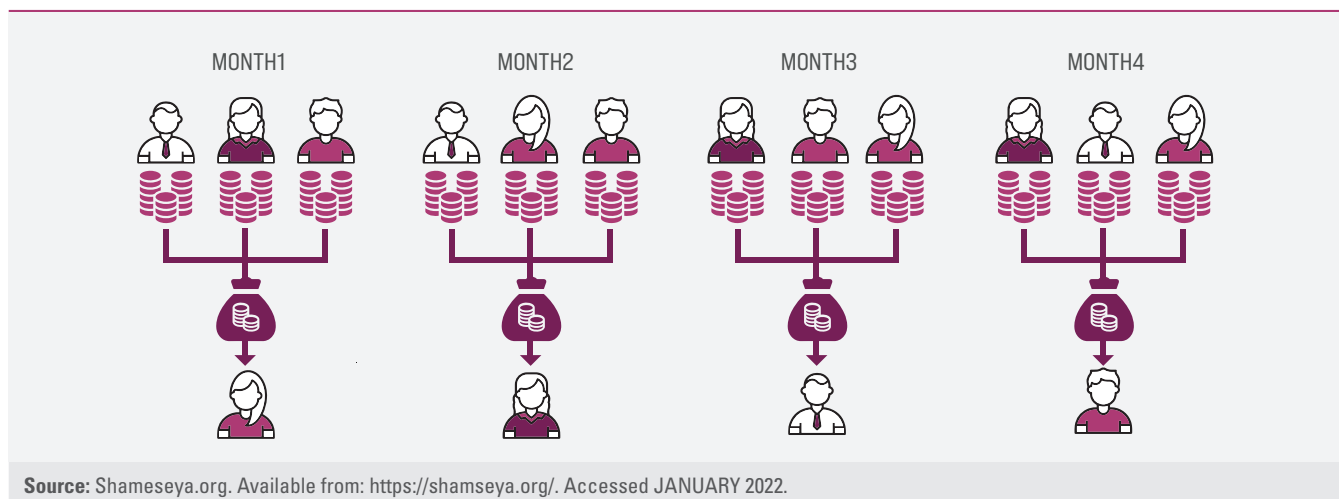 MONTH1 MONTH2 MONTH3 MONTH4
Source: Shameseya.org. Available from: https://shamseya.org/. Accessed JANUARY 2022.